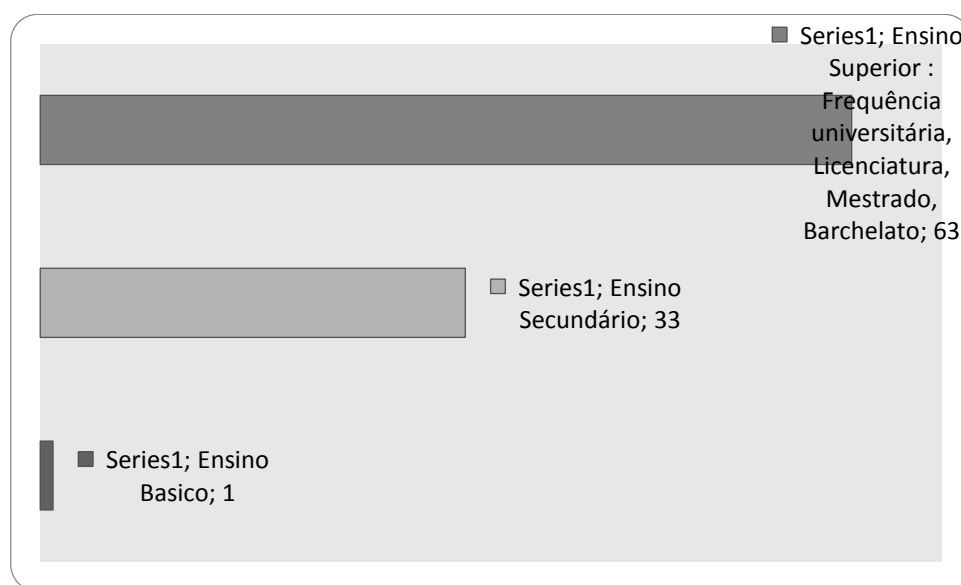 Series1; Ensino
Superior :
Frequência
universitária,
Licenciatura,
Mestrado,
Barchelato; 63
Series1; Ensino
Secundário; 33
Series1; Ensino
Basico; 1